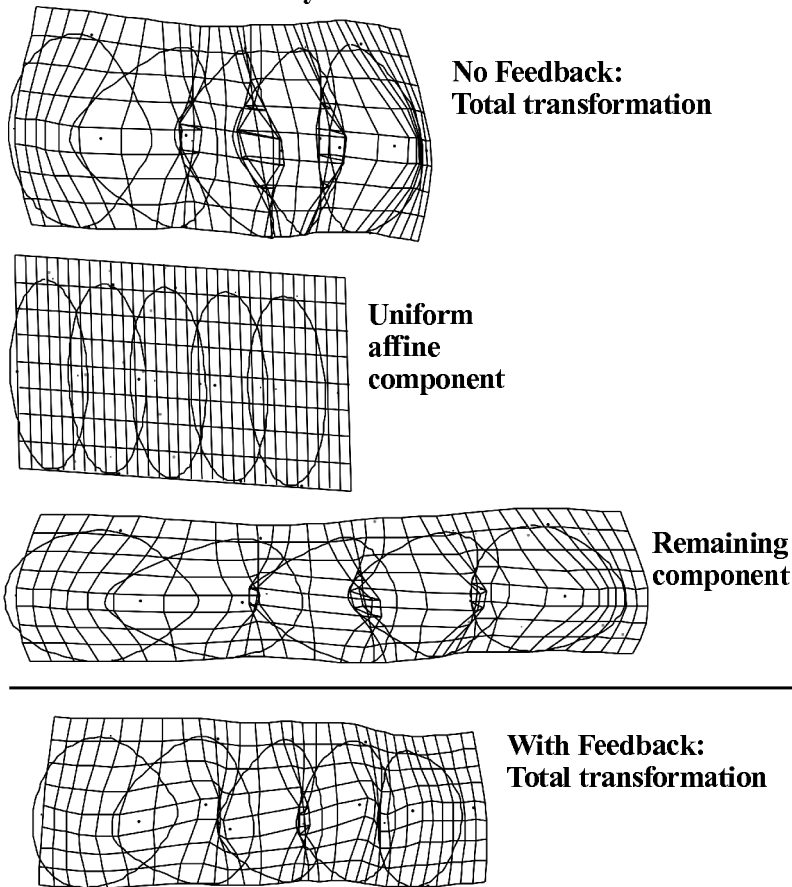 No Feedback:
Total transformation
Uniform
affine
component
Remaining
component
With Feedback:
Total transformation